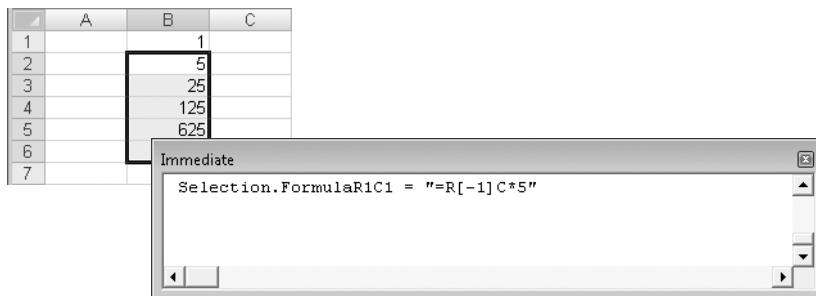 A B C
1 1
2 5
3 25
4 125
5 625
6
7
Immediate
Selection.FormulaR1C1 = "=R[-1]C*5"